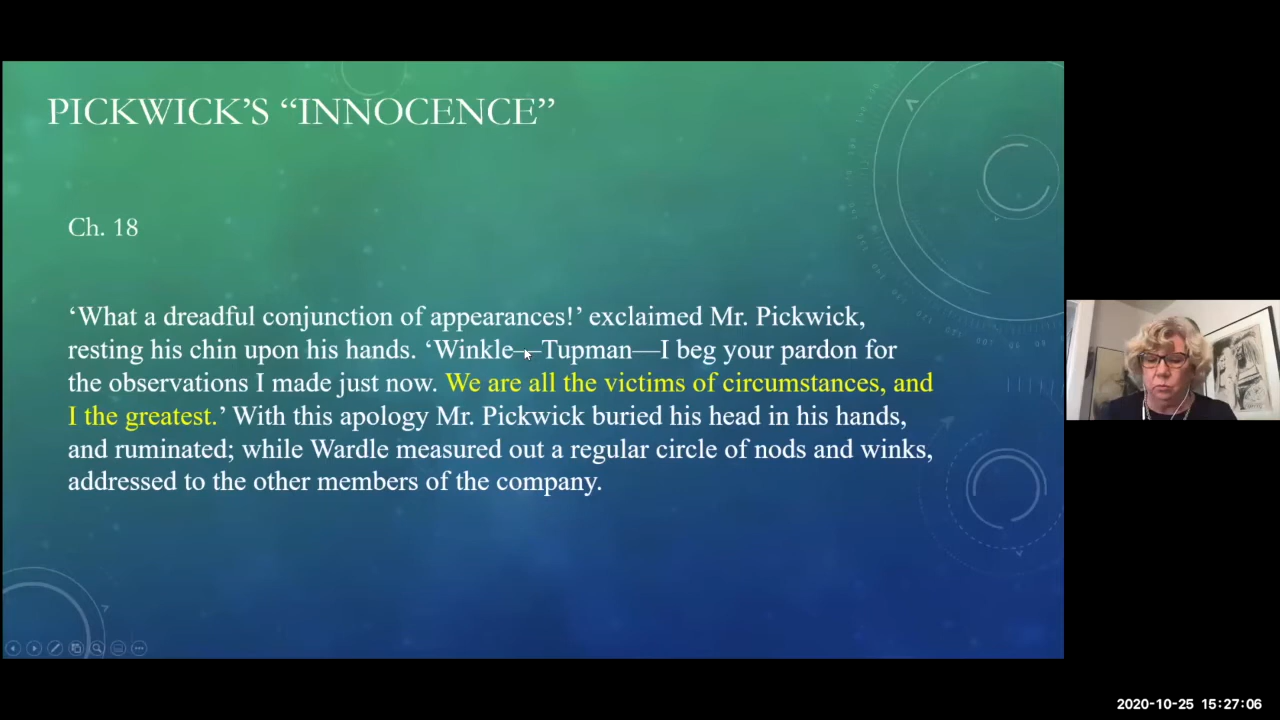 PICKWICK’S “INNOCENCE”
Ch. 18
‘What a dreadful conjunction of appearances!’ exclaimed Mr. Pickwick,
resting his chin upon his hands. ‘Winkle—Tupman—I beg your pardon for
the observations I made just now. We are all the victims of circumstances, and
I the greatest.’ With this apology Mr. Pickwick buried his head in his hands,
and ruminated; while Wardle measured out a regular circle of nods and winks,
addressed to the other members of the company.
2020-10-25 15:27:06